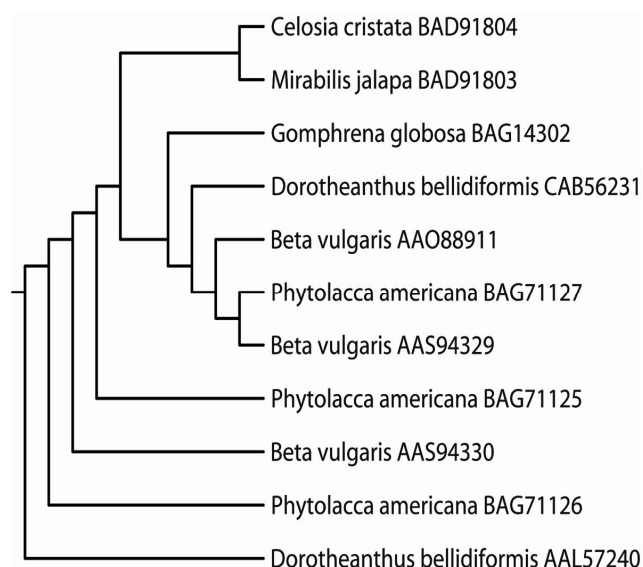 Celosia cristata BAD91804
Mirabilis jalapa BAD91803
Gomphrena globosa BAG14302
Dorotheanthus bellidiformis CAB56231
Beta vulgaris AAO88911
Phytolacca americana BAG71127
Beta vulgaris AAS94329
Phytolacca americana BAG71125
Beta vulgaris AAS94330
Phytolacca americana BAG71126
Dorotheanthus bellidiformis AAL57240